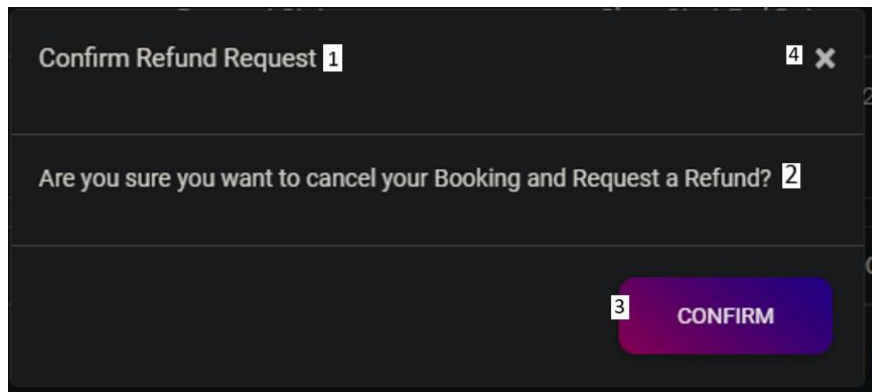 Confirm Refund Request 1
4 ×
Are you sure you want to cancel your Booking and Request a Refund? 2
3 CONFIRM